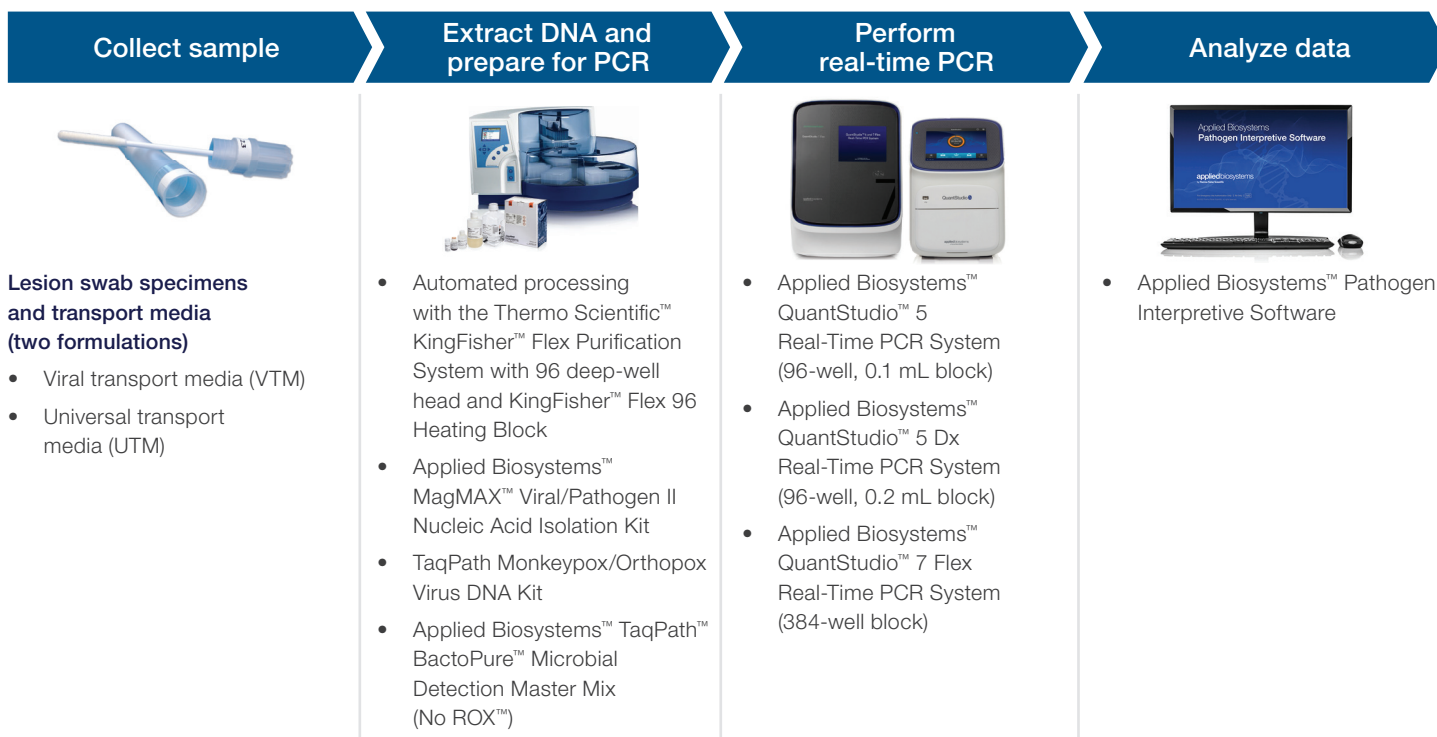 Collect sample
Extract DNA and
prepare for PCR
Perform
real-time PCR
Analyze data
Applied Biosystems
Pathogen Interpretive Software
appliedbiosystems
QuantStudio
Lesion swab specimens
and transport media
(two formulations)
• Viral transport media (VTM)
• Universal transport
media (UTM)
• Automated processing
with the Thermo Scientific™
KingFisher™ Flex Purification
System with 96 deep-well
head and KingFisher™ Flex 96
Heating Block
• Applied Biosystems™
MagMAX™ Viral/Pathogen II
Nucleic Acid Isolation Kit
• TaqPath Monkeypox/Orthopox
Virus DNA Kit
• Applied Biosystems™ TaqPath™
BactoPure™ Microbial
Detection Master Mix
(No ROX™)
• Applied Biosystems™
QuantStudio™ 5
Real-Time PCR System
(96-well, 0.1 mL block)
• Applied Biosystems™
QuantStudio™ 5 Dx
Real-Time PCR System
(96-well, 0.2 mL block)
• Applied Biosystems™
QuantStudio™ 7 Flex
Real-Time PCR System
(384-well block)
• Applied Biosystems™ Pathogen
Interpretive Software